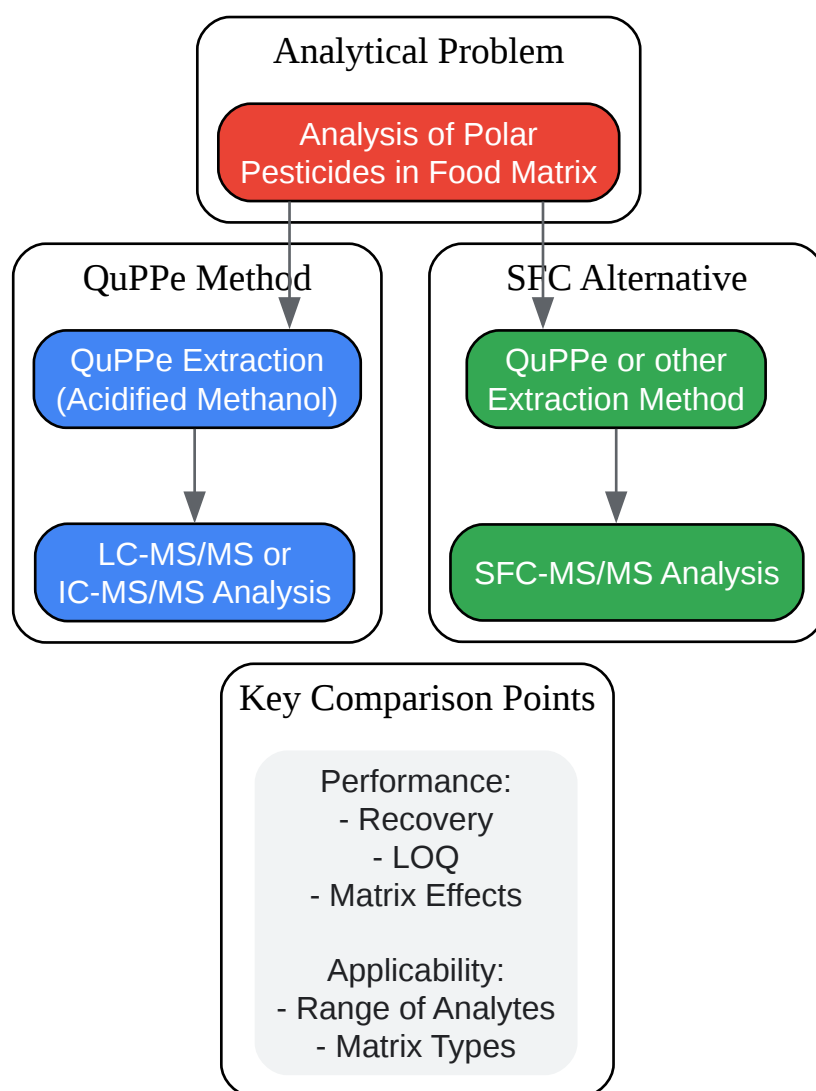 Analytical Problem
Analysis of Polar
Pesticides in Food Matrix
QuPPe Method
QuPPe Extraction
(Acidified Methanol)
LC-MS/MS or
IC-MS/MS Analysis
SFC Alternative
QuPPe or other
Extraction Method
SFC-MS/MS Analysis
Key Comparison Points
Performance:
- Recovery
- LOQ
- Matrix Effects
Applicability:
- Range of Analytes
- Matrix Types